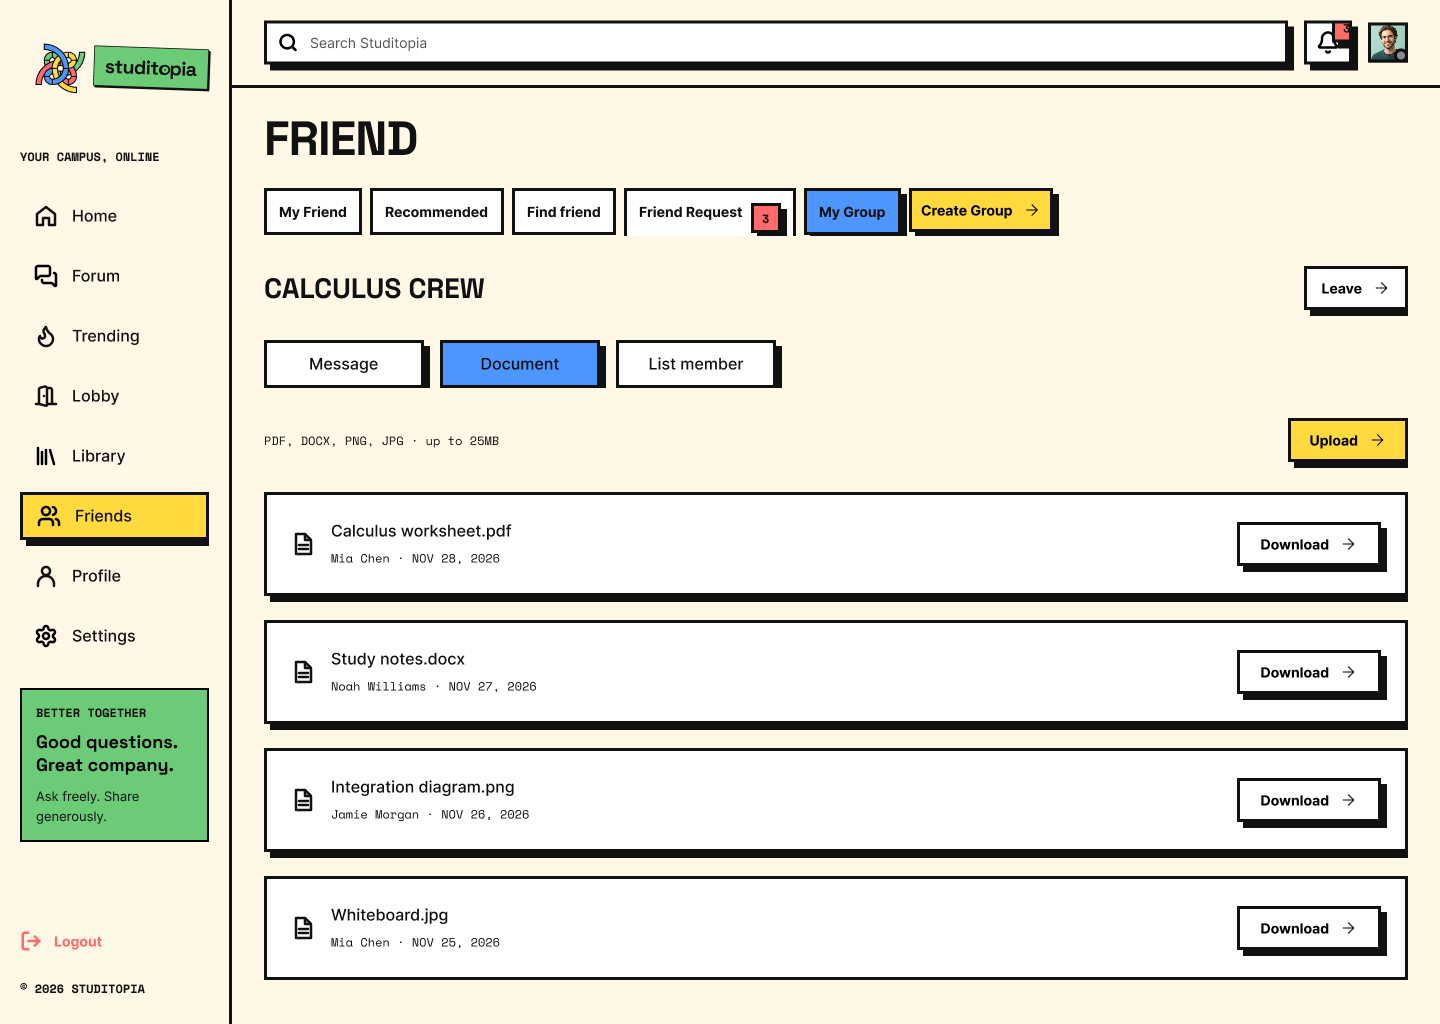 studitopia
Search Studitopia
3
YOUR CAMPUS, ONLINE
Home
Forum
Trending
Lobby
Library
Friends
Profile
Settings
BETTER TOGETHER
Good questions.
Great company.
Ask freely. Share
generously.
Logout
© 2026 STUDITOPIA
FRIEND
My Friend
Recommended
Find friend
Friend Request 3
My Group
Create Group
CALCULUS CREW
Leave
Message
Document
List member
PDF, DOCX, PNG, JPG · up to 25MB
Upload
Calculus worksheet.pdf
Mia Chen · NOV 28, 2026
Download
Study notes.docx
Noah Williams · NOV 27, 2026
Download
Integration diagram.png
Jamie Morgan · NOV 26, 2026
Download
Whiteboard.jpg
Mia Chen · NOV 25, 2026
Download